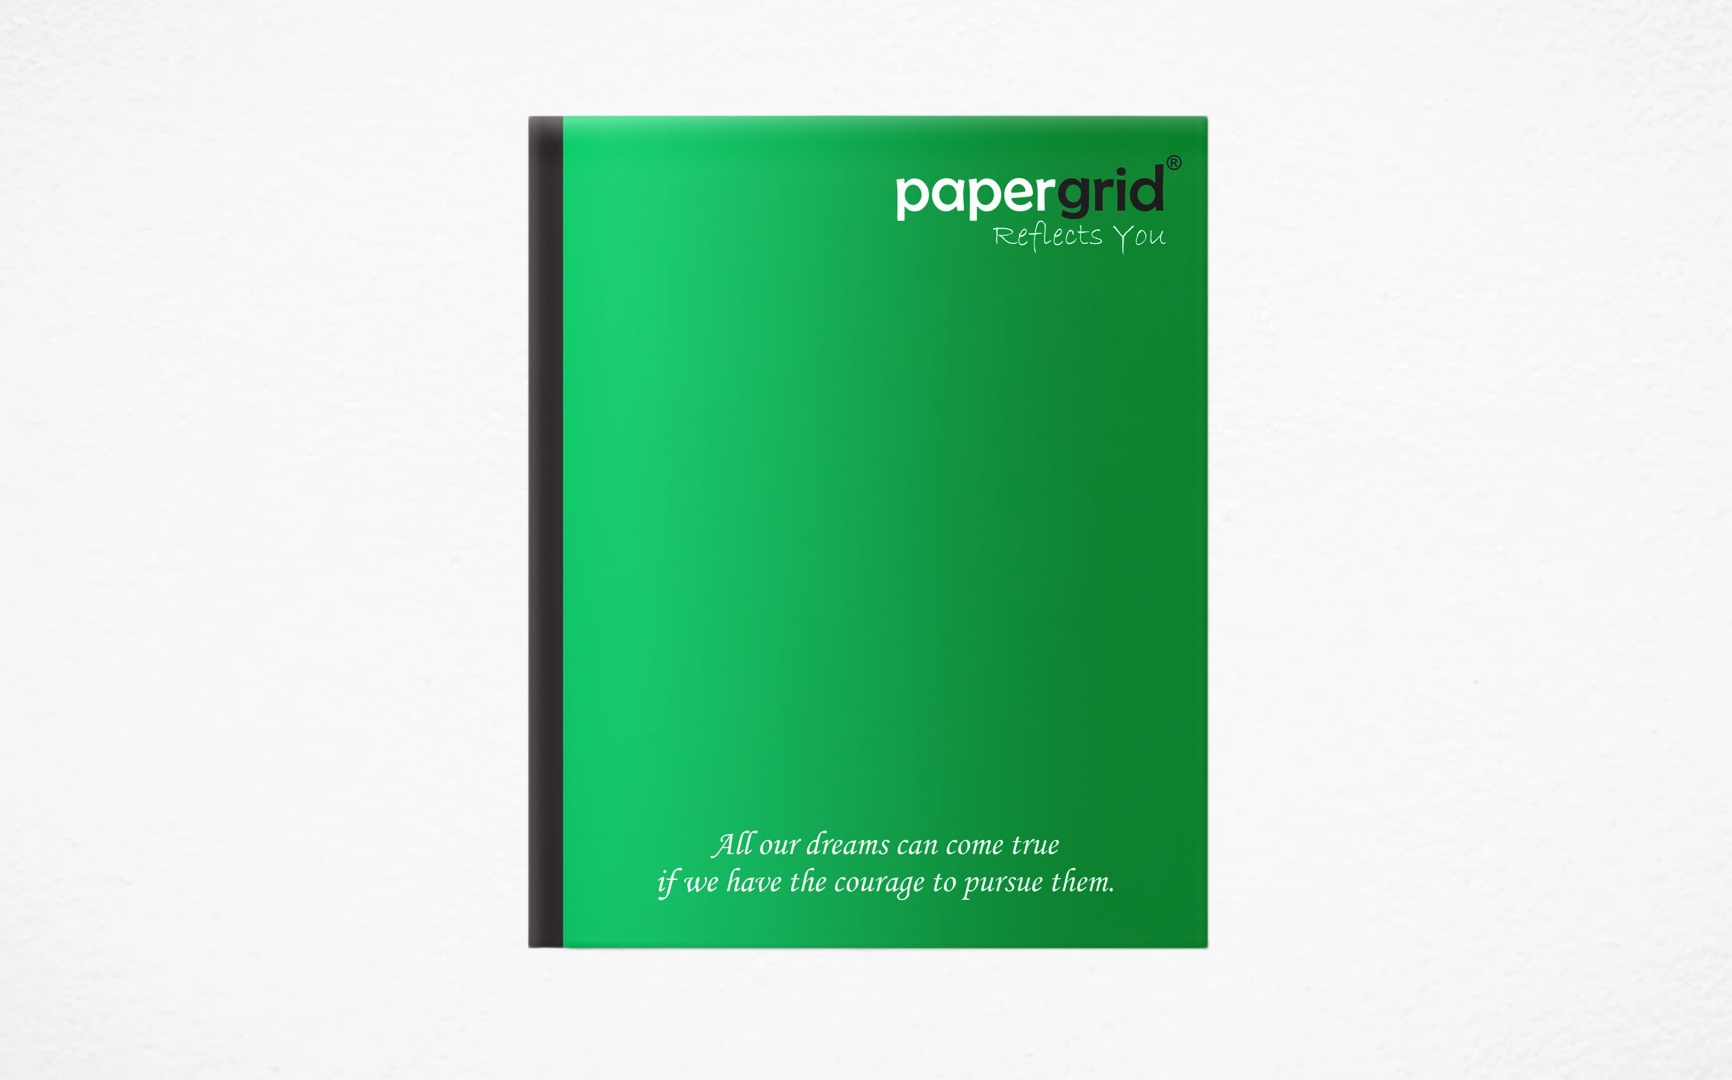 papergrid®
Reflects You
All our dreams can come true
if we have the courage to pursue them.